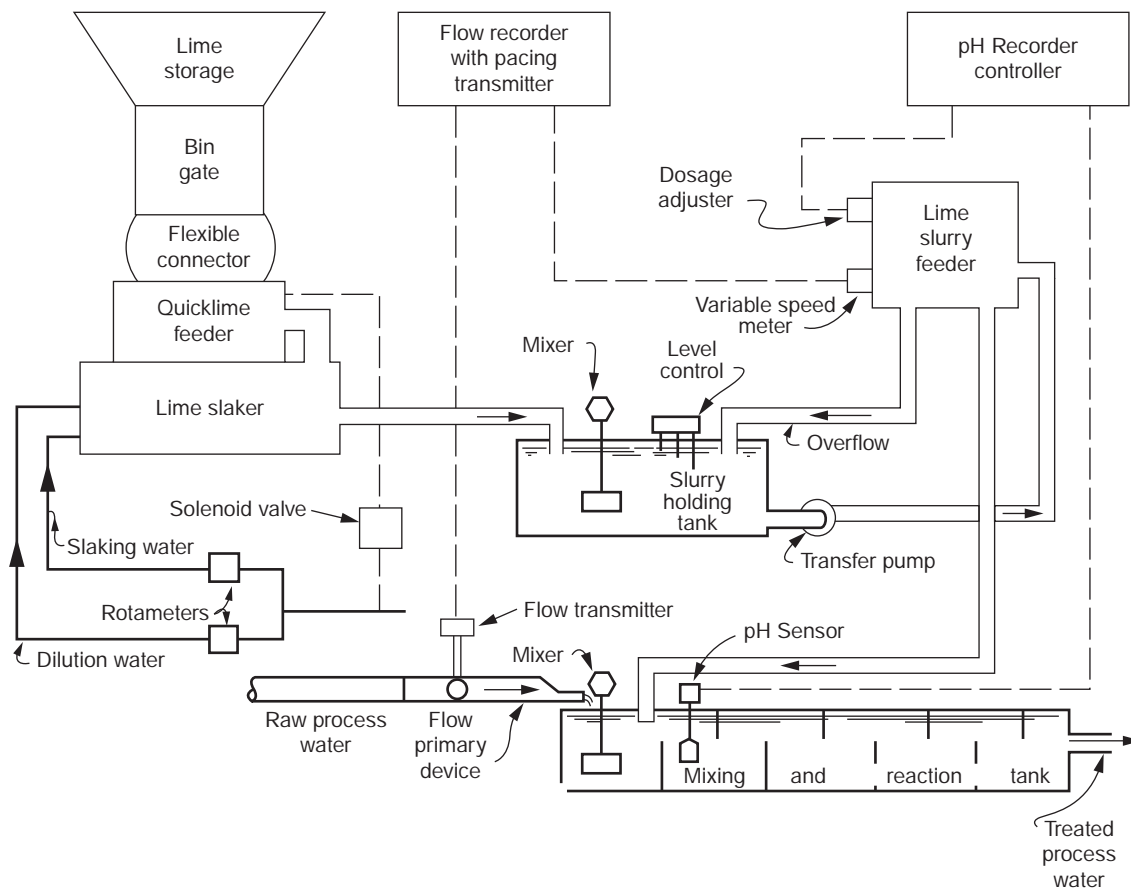 Lime
storage
Flow recorder
with pacing
transmitter
pH Recorder
controller
Bin
gate
Dosage
adjuster
Lime
slurry
feeder
Flexible
connector
Quicklime
feeder
Variable speed
meter
Mixer
Level
control
Lime slaker
Overflow
Slurry
holding
tank
Solenoid valve
Slaking water
Transfer pump
Rotameters
Flow transmitter
pH Sensor
Dilution water
Mixer
Raw process
water
Flow
primary
device
Mixing and reaction tank
Treated
process
water